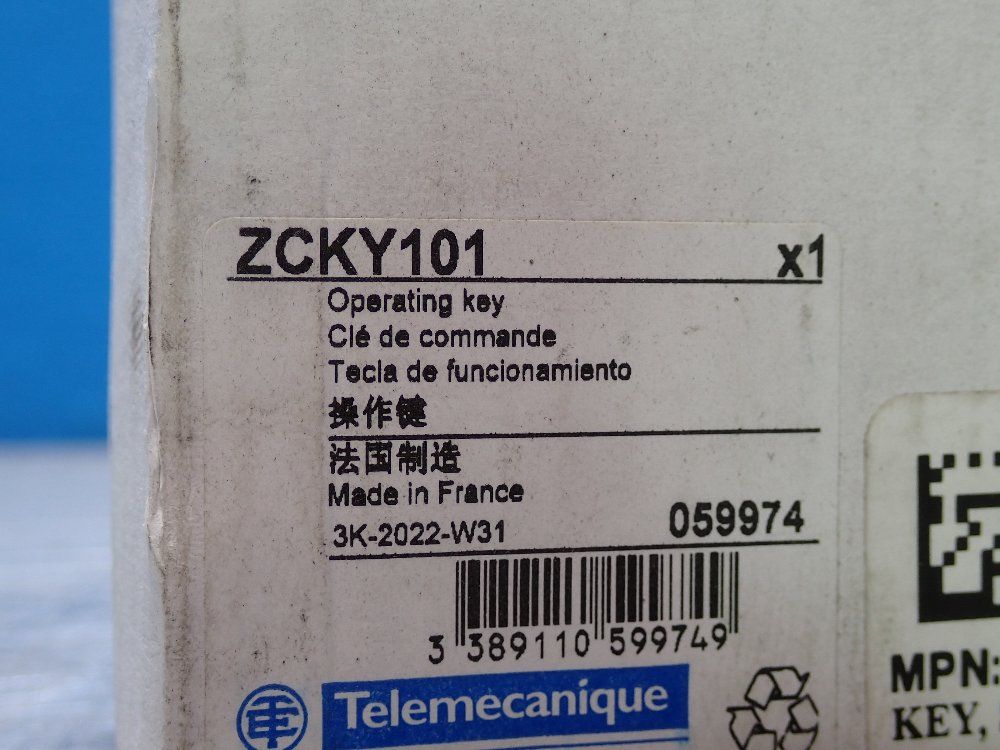 ZCKY101 x1
Operating key
Clé de commande
Tecla de funcionamiento
操作键
法国制造
Made in France
3K-2022-W31 059974
3 389110 599749
Telemecanique
MPN:
KEY,